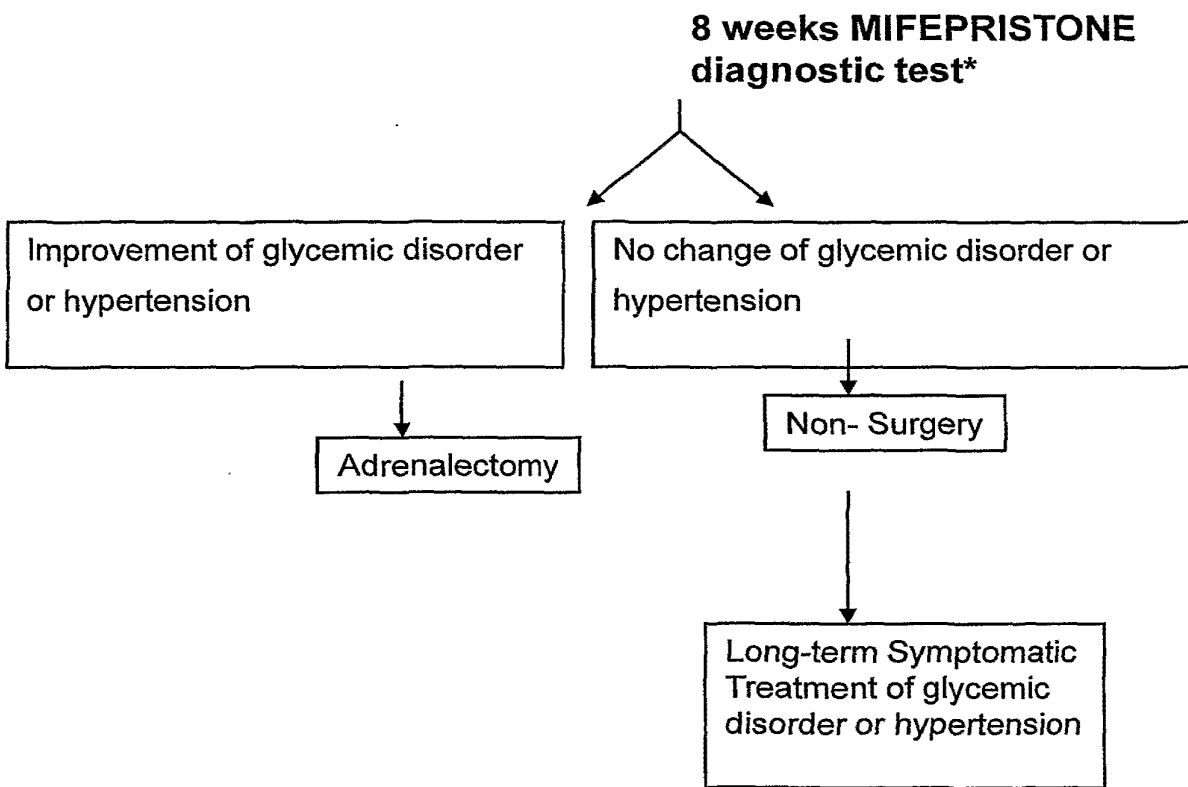 8 weeks MIFEPRISTONE
diagnostic test*
Improvement of glycemic disorder
or hypertension
No change of glycemic disorder or
hypertension
Adrenalectomy
Non- Surgery
Long-term Symptomatic
Treatment of glycemic
disorder or hypertension